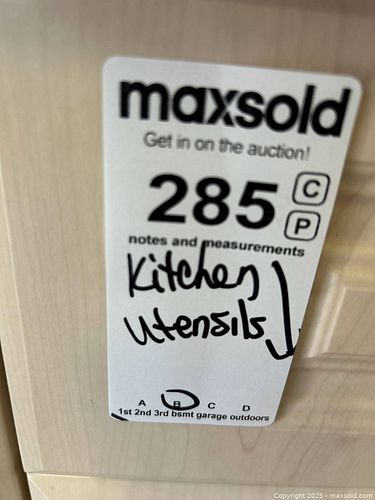 maxsold
Get in on the auction!
285 C
P
notes and measurements
Kitchen
Utensils
A B C D
1st 2nd 3rd bsmt garage outdoors
Copyright 2025 - maxsold.com